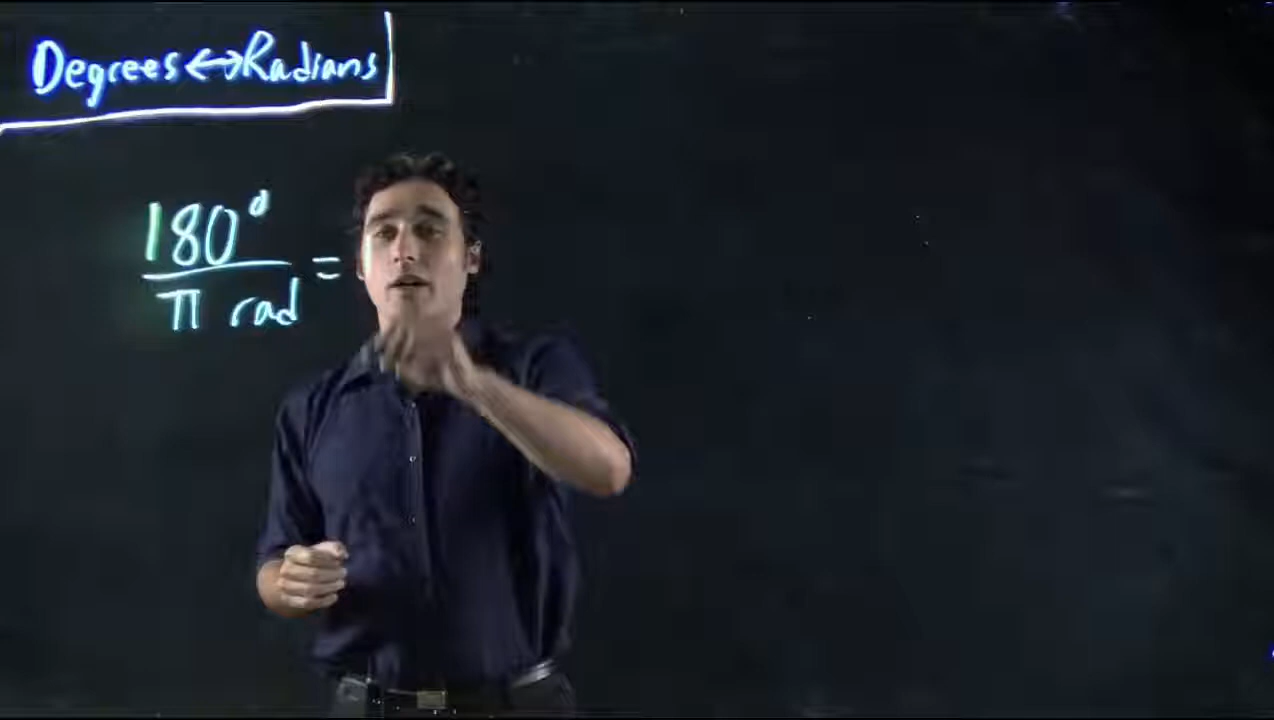 Degrees ↔ Radians
180°
π rad
=